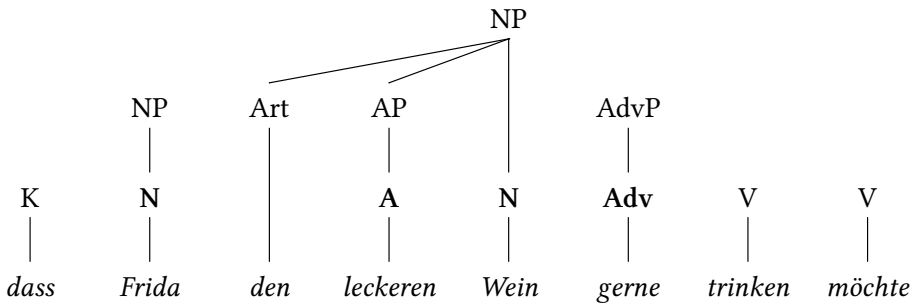 NP
NP Art AP AdvP
K N A N Adv V V
dass Frida den leckeren Wein gerne trinken möchte